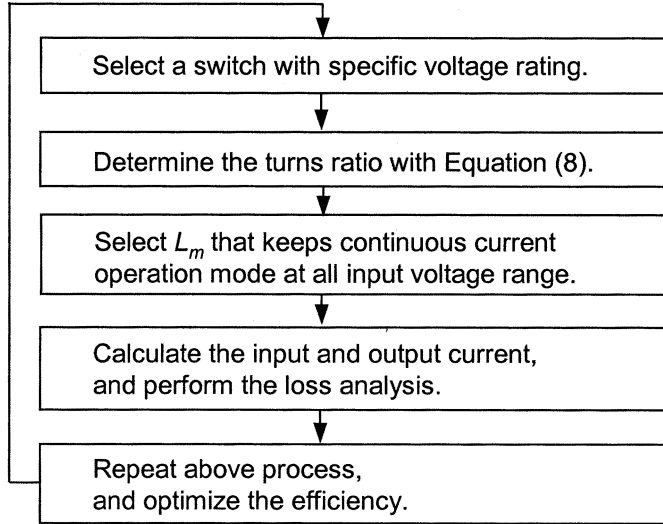 Select a switch with specific voltage rating.
Determine the turns ratio with Equation (8).
Select Lm that keeps continuous current
operation mode at all input voltage range.
Calculate the input and output current,
and perform the loss analysis.
Repeat above process,
and optimize the efficiency.